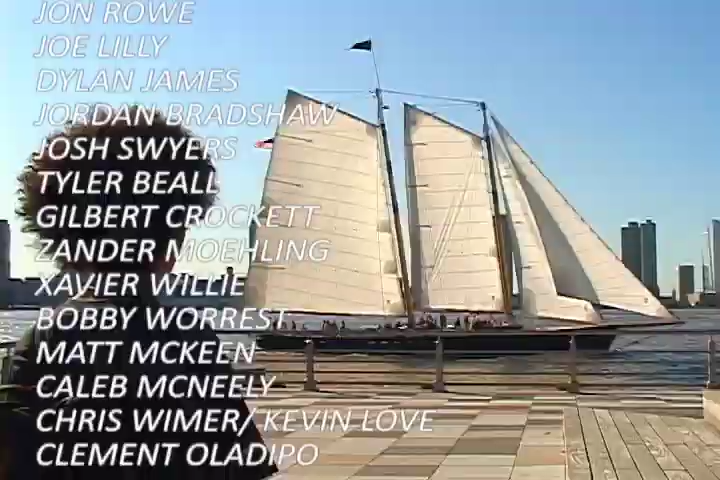 JON ROWE
JOE LILLY
DYLAN JAMES
JORDAN BRADSHAW
JOSH SWYERS
TYLER BEALL
GILBERT CROCKETT
ZANDER MOEHLING
XAVIER WILLIE
BOBBY WORREST
MATT MCKEEN
CALEB MCNEELY
CHRIS WIMER/ KEVIN LOVE
CLEMENT OLADIPO